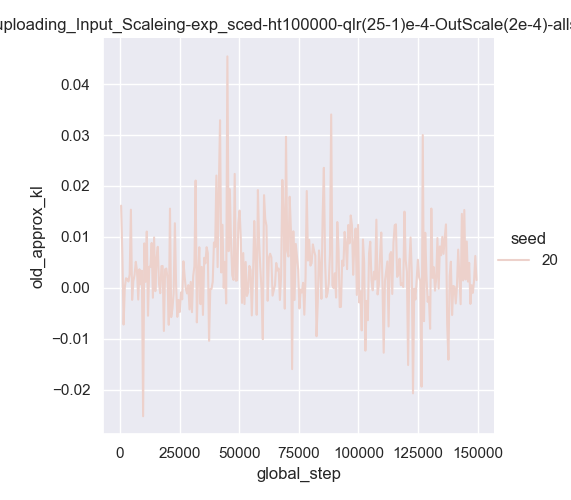 uploading_Input_Scaleing-exp_sced-ht100000-qlr(25-1)e-4-OutScale(2e-4)-alls
0.04
0.03
0.02
0.01
0.00
−0.01
−0.02
old_approx_kl
0 25000 50000 75000 100000 125000 150000
global_step
seed
20